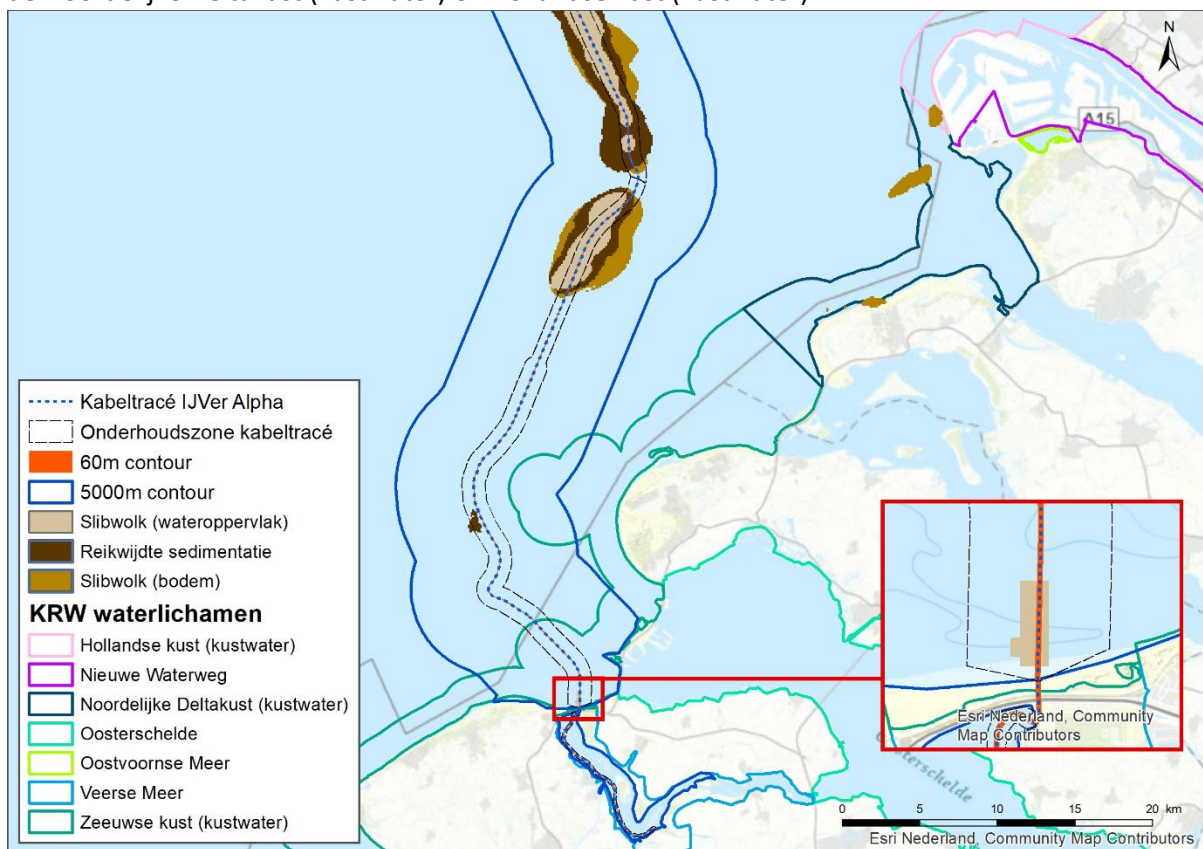 N
A15
Kabeltracé IJVer Alpha
Onderhoudszone kabeltracé
60m contour
5000m contour
Slibwolk (wateroppervlak)
Reikwijdte sedimentatie
Slibwolk (bodem)
KRW waterlichamen
Hollandse kust (kustwater)
Nieuwe Waterweg
Noordelijke Deltakust (kustwater)
Oosterschelde
Oostvoornse Meer
Veerse Meer
Zeeuwse kust (kustwater)
Esri Nederland, Community
Map Contributors
0 5 10 15 20 km
Esri Nederland, Community Map Contributors